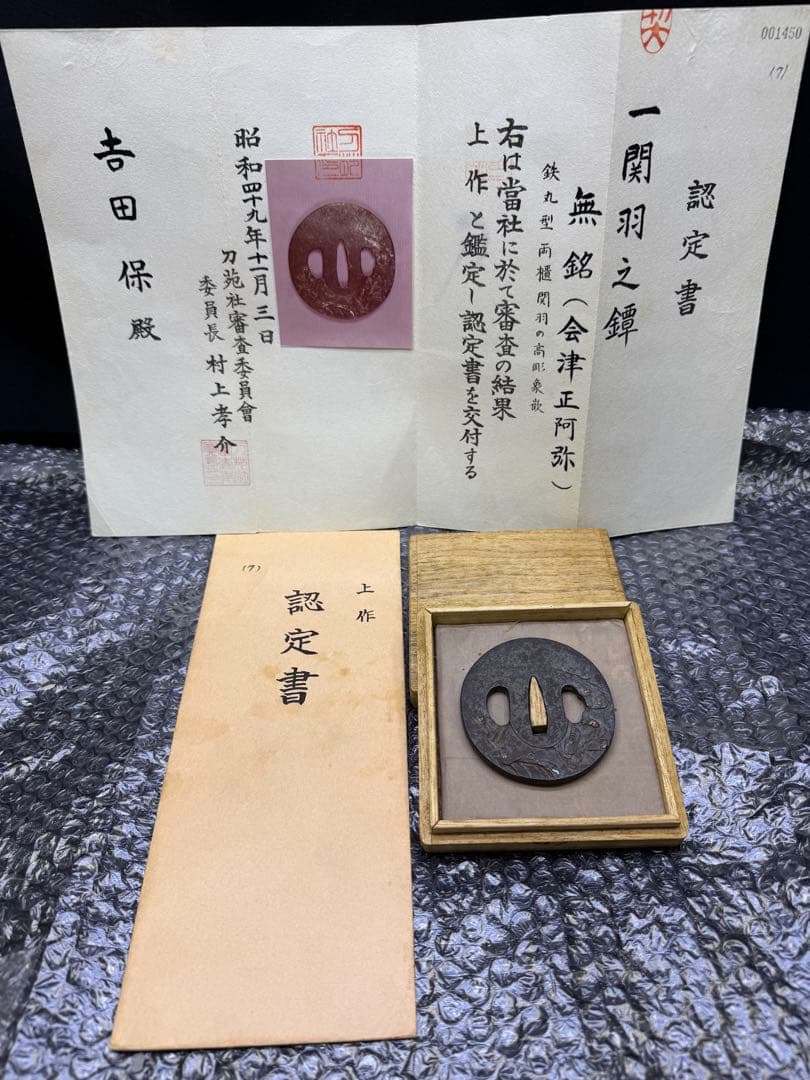 001450
(7)
認定書
一関羽之鐔
無銘(会津正阿弥)
鉄丸型両櫃関羽の高彫象嵌
右は當社に於て審査の結果
上作と鑑定し認定書を交付する
昭和四十九年十一月三日
刀苑社審査委員會
委員長 村上孝介
吉田保殿
(7)
上作
認定書